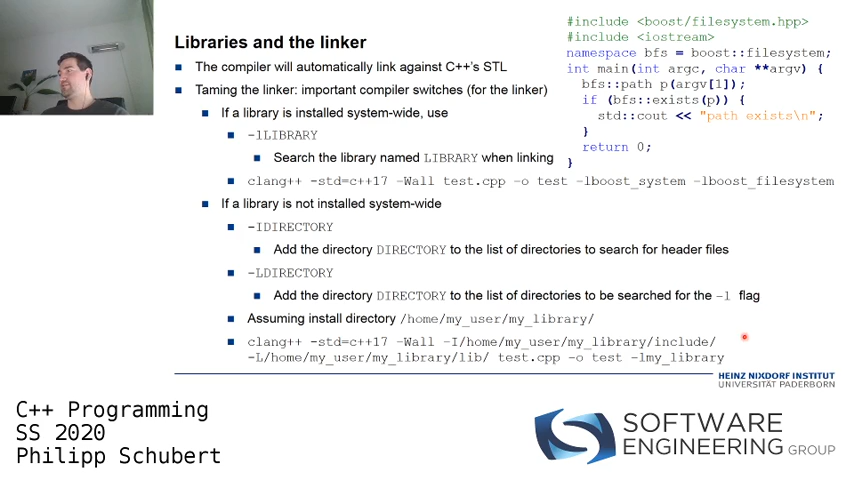 Libraries and the linker
The compiler will automatically link against C++'s STL
Taming the linker: important compiler switches (for the linker)
If a library is installed system-wide, use
-lLIBRARY
Search the library named LIBRARY when linking
clang++ -std=c++17 -Wall test.cpp -o test -lboost_system -lboost_filesystem
If a library is not installed system-wide
-IDIRECTORY
Add the directory DIRECTORY to the list of directories to search for header files
-LDIRECTORY
Add the directory DIRECTORY to the list of directories to be searched for the -l flag
Assuming install directory /home/my_user/my_library/
clang++ -std=c++17 -Wall -I/home/my_user/my_library/include/
-L/home/my_user/my_library/lib/ test.cpp -o test -lmy_library
#include <boost/filesystem.hpp>
#include <iostream>
namespace bfs = boost::filesystem;
int main(int argc, char **argv) {
  bfs::path p(argv[1]);
  if (bfs::exists(p)) {
    std::cout << "path exists\n";
  }
  return 0;
}
HEINZ NIXDORF INSTITUT
UNIVERSITÄT PADERBORN
C++ Programming
SS 2020
Philipp Schubert
SOFTWARE
ENGINEERING GROUP